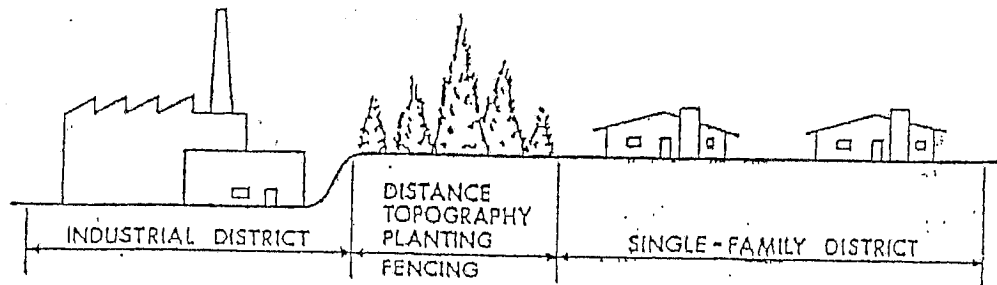 INDUSTRIAL DISTRICT
DISTANCE
TOPOGRAPHY
PLANTING
FENCING
SINGLE-FAMILY DISTRICT